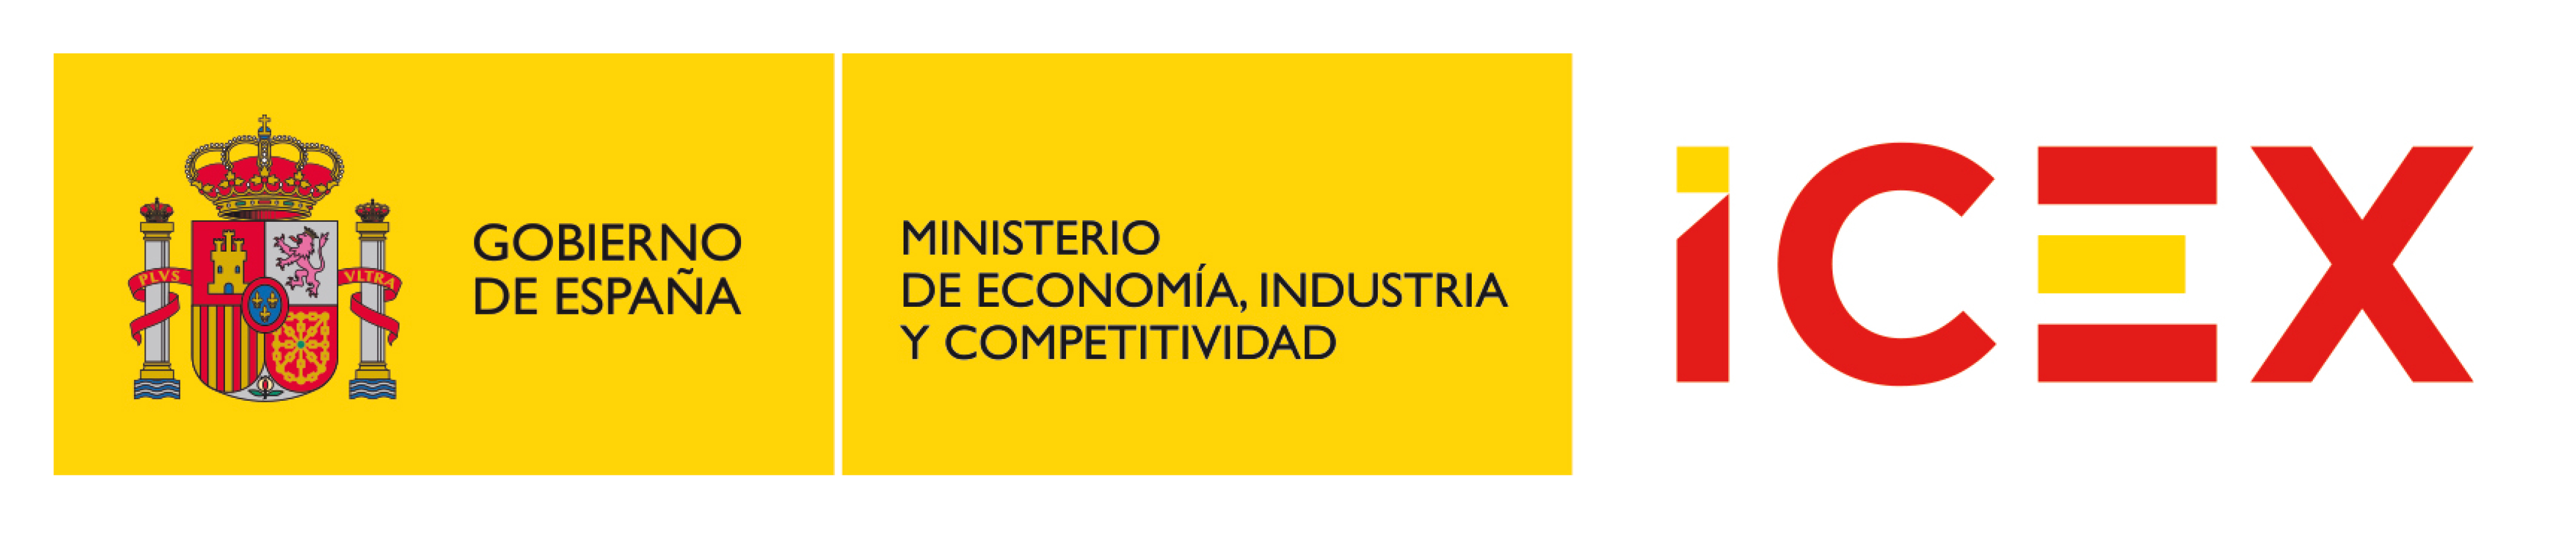 PLVS VLTRA
GOBIERNO
DE ESPAÑA
MINISTERIO
DE ECONOMÍA, INDUSTRIA
Y COMPETITIVIDAD
iCEX